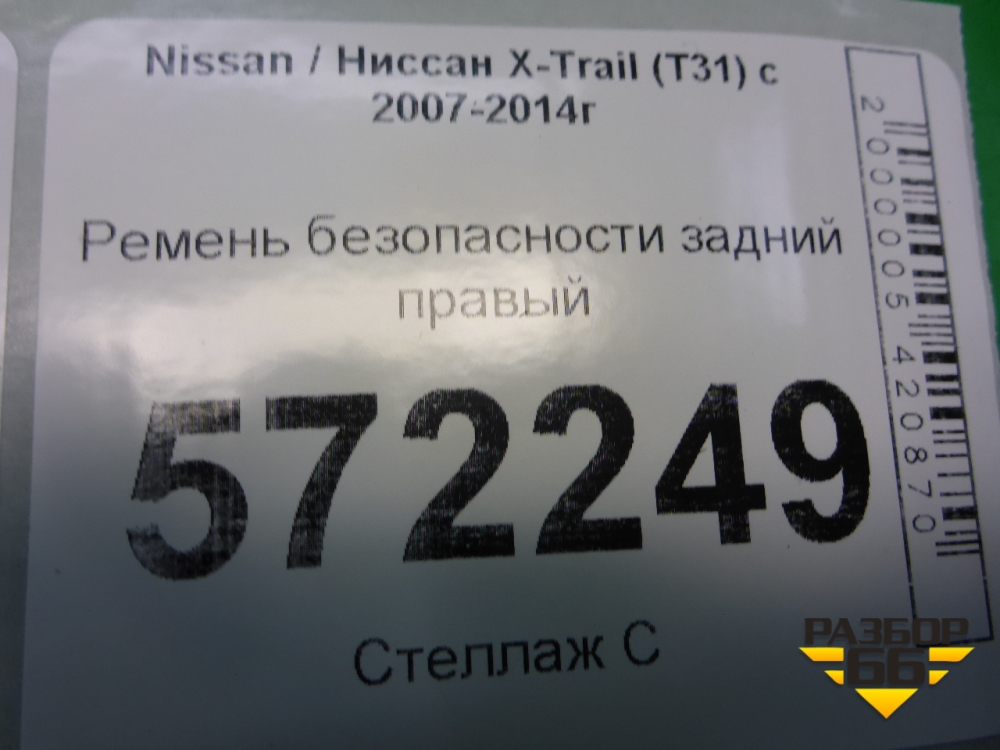 Nissan / Ниссан X-Trail (T31) с
2007-2014г
Ремень безопасности задний
правый
572249
Стеллаж С
2000005420870
РАЗБОР
66